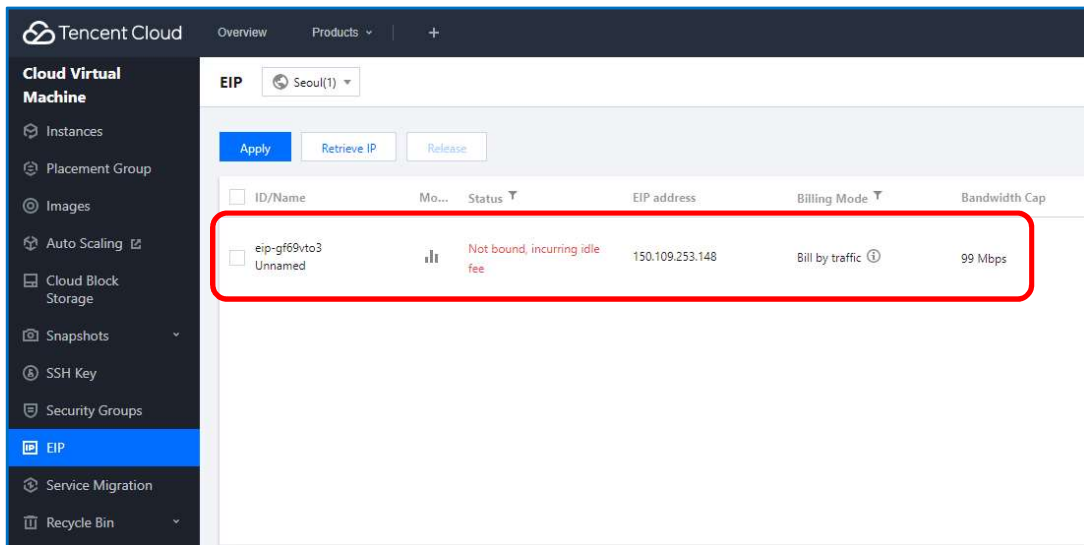 Tencent Cloud
Overview
Products
Cloud Virtual
Machine
EIP
Seoul(1)
Instances
Placement Group
Images
Auto Scaling
Cloud Block
Storage
Snapshots
SSH Key
Security Groups
IP EIP
Service Migration
Recycle Bin
Apply
Retrieve IP
Release
ID/Name
Mo...
Status
EIP address
Billing Mode
Bandwidth Cap
eip-gf69vto3
Unnamed
Not bound, incurring idle
fee
150.109.253.148
Bill by traffic
99 Mbps